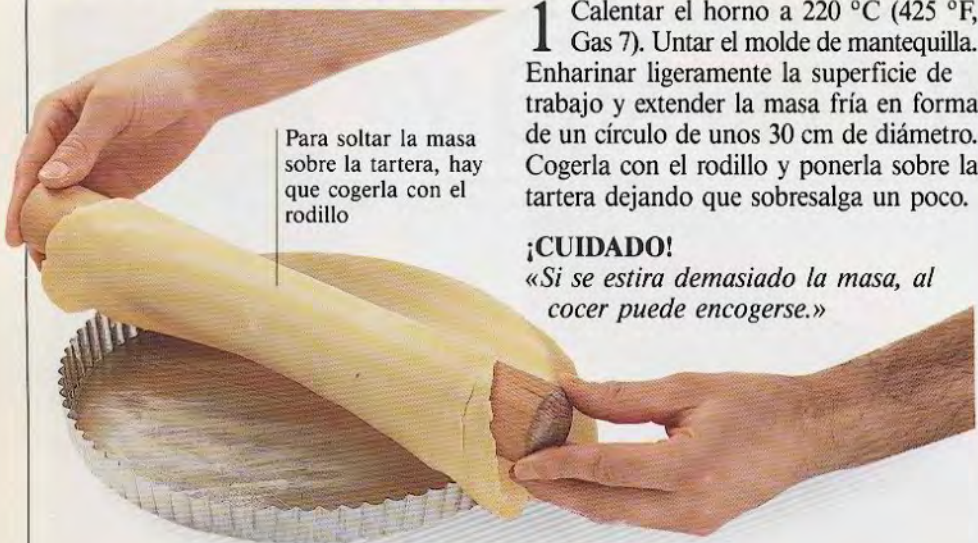 1 Calentar el horno a 220 °C (425 °F,
Gas 7). Untar el molde de mantequilla.
Enharinar ligeramente la superficie de
trabajo y extender la masa fría en forma
de un círculo de unos 30 cm de diámetro.
Cogerla con el rodillo y ponerla sobre la
tartera dejando que sobresalga un poco.
¡CUIDADO!
«Si se estira demasiado la masa, al
cocer puede encogerse.»
Para soltar la masa
sobre la tartera, hay
que cogerla con el
rodillo